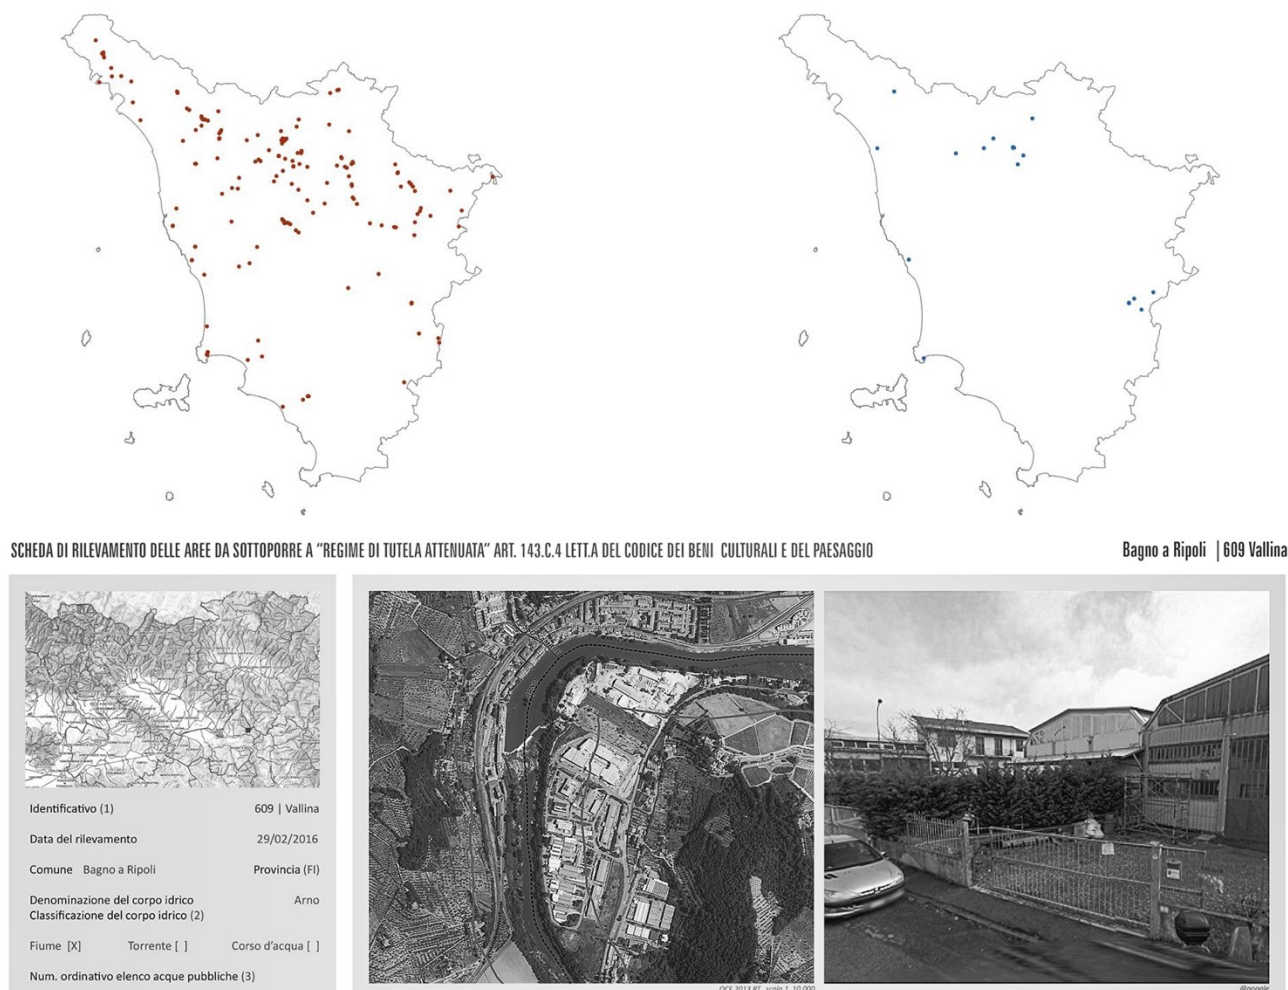 SCHEDA DI RILEVAMENTO DELLE AREE DA SOTTOPORRE A "REGIME DI TUTELA ATTENUATA" ART. 143.C.4 LETT.A DEL CODICE DEI BENI CULTURALI E DEL PAESAGGIO
Bagno a Ripoli | 609 Vallina
Identificativo (1) 609 | Vallina
Data del rilevamento 29/02/2016
Comune Bagno a Ripoli Provincia (FI)
Denominazione del corpo idrico Arno
Classificazione del corpo idrico (2)
Fiume [X] Torrente [ ] Corso d'acqua [ ]
Num. ordinativo elenco acque pubbliche (3)